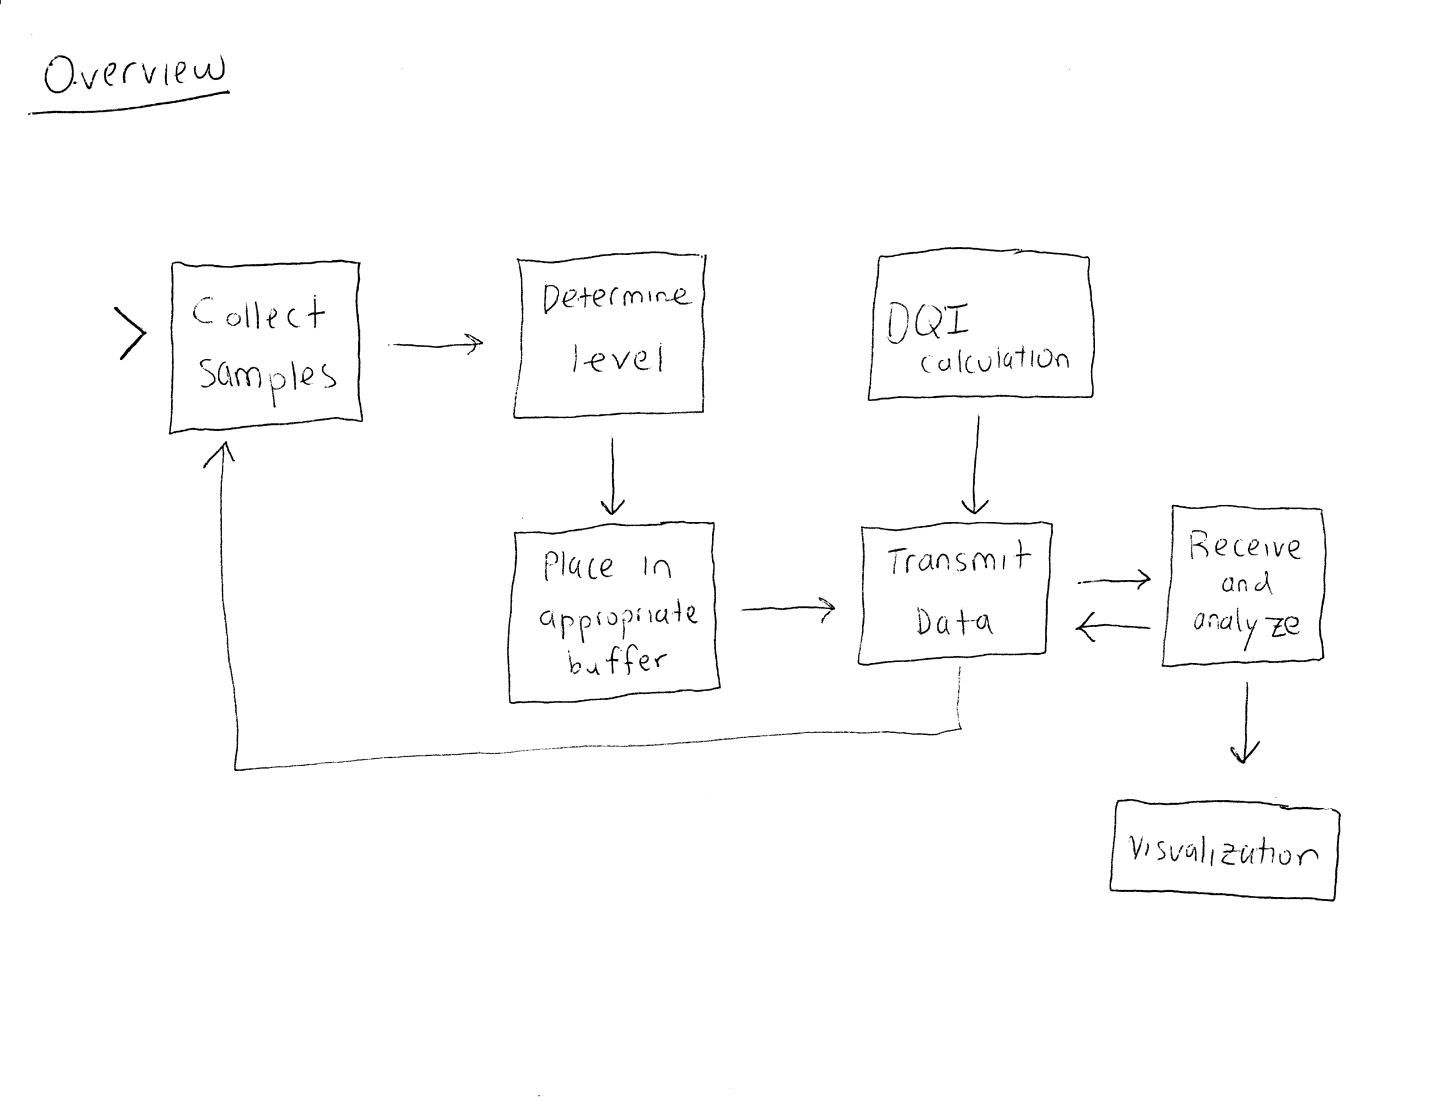 Overview
Collect
samples
Determine
level
DQI
calculation
Place in
appropriate
buffer
Transmit
Data
Receive
and
analyze
Visualization